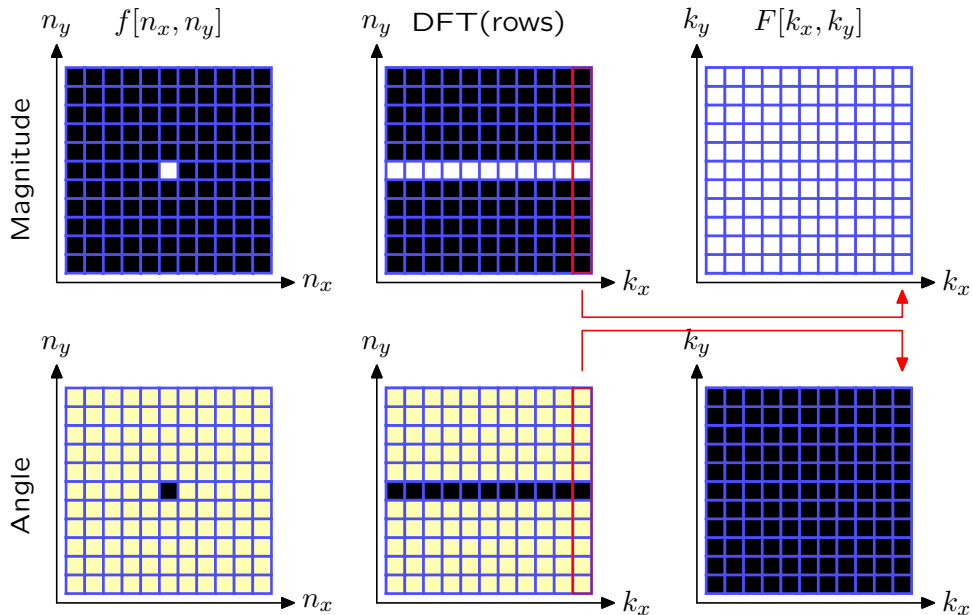 n_y f[n_x, n_y] n_y DFT(rows) k_y F[k_x, k_y]
Magnitude
n_x k_x k_x
n_y n_y k_y
Angle
n_x k_x k_x